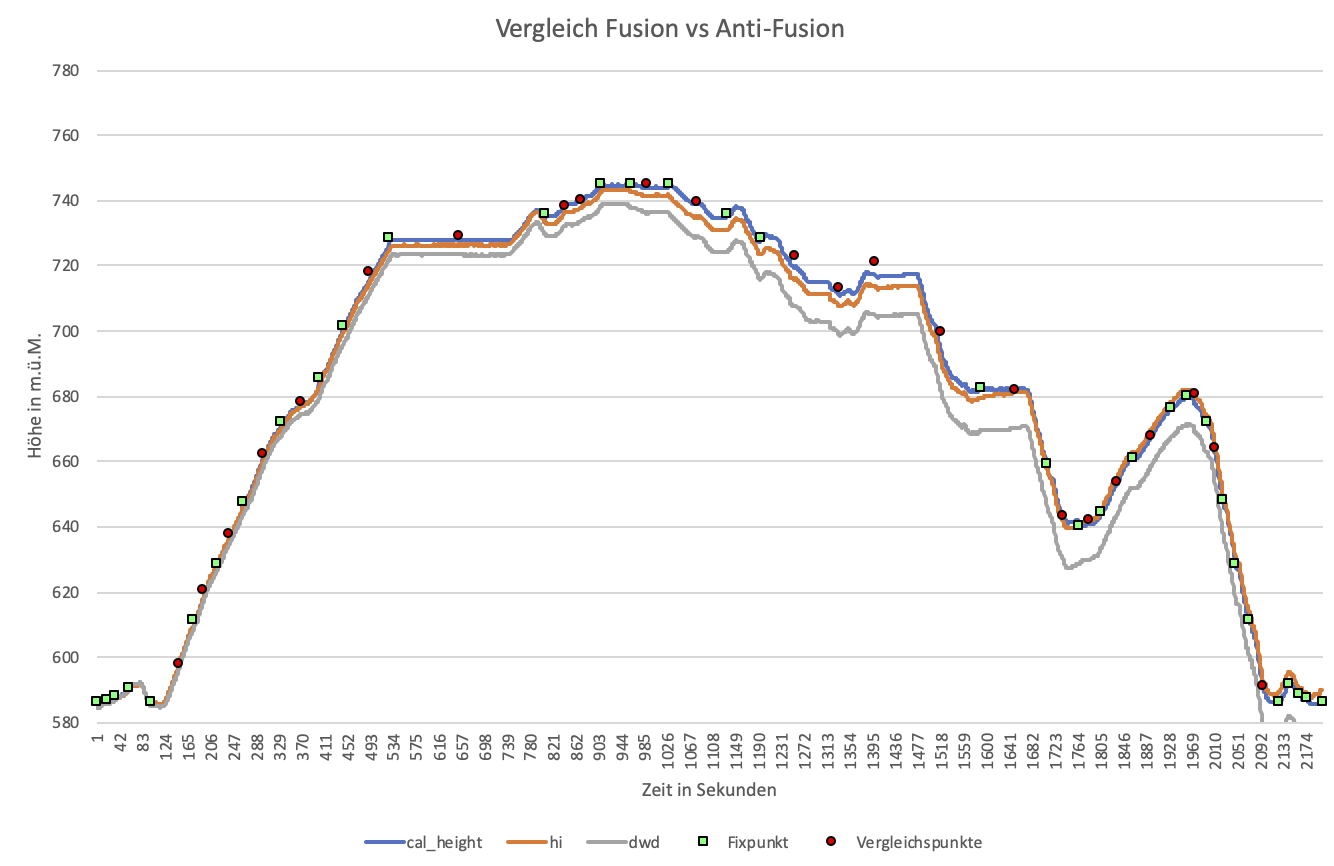 Vergleich Fusion vs Anti-Fusion
780
760
740
720
700
680
660
640
620
600
580
Höhe in m.ü.M.
1 42 83 124 165 206 247 288 329 370 411 452 493 534 575 616 657 698 739 780 821 862 903 944 985 1026 1067 1108 1149 1190 1231 1272 1313 1354 1395 1436 1477 1518 1559 1600 1641 1682 1723 1764 1805 1846 1887 1928 1969 2010 2051 2092 2133 2174
Zeit in Sekunden
cal_height hi dwd Fixpunkt Vergleichspunkte